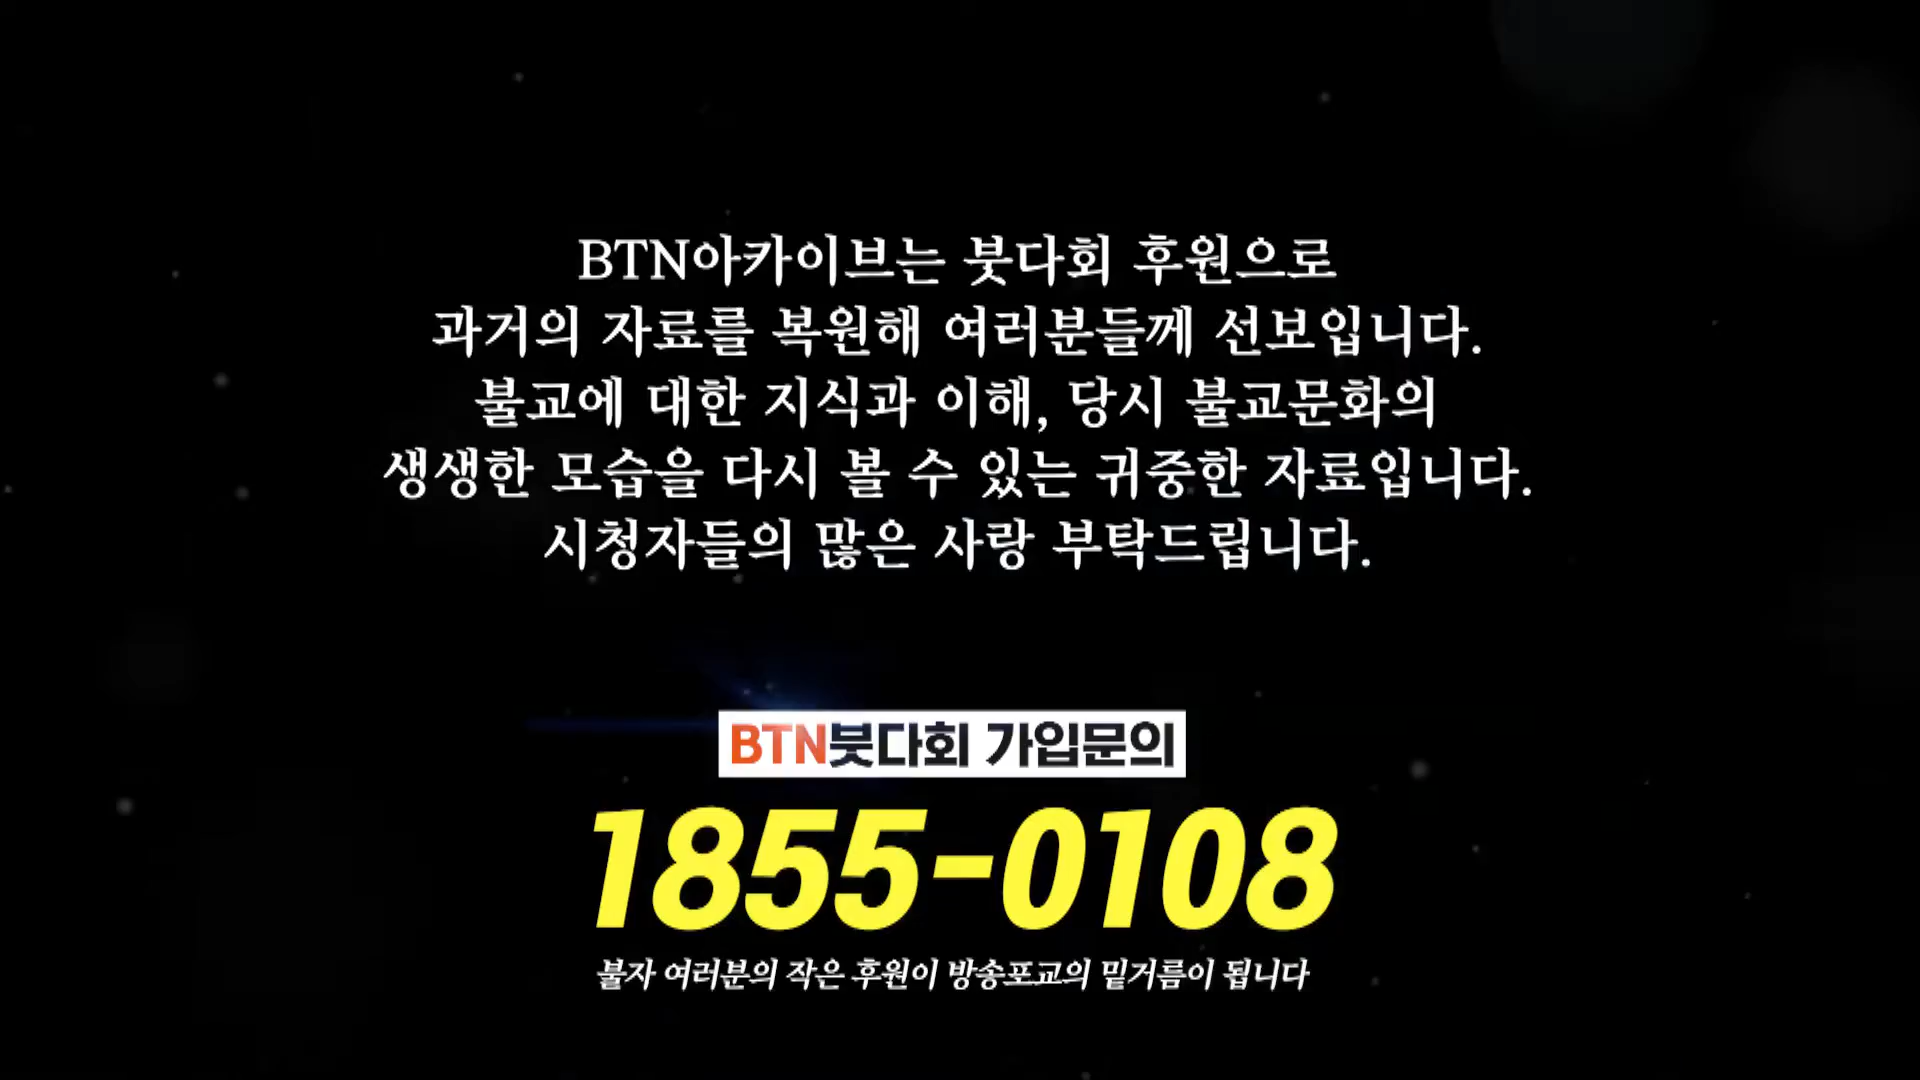 BTN아카이브는 붓다회 후원으로
과거의 자료를 복원해 여러분들께 선보입니다.
불교에 대한 지식과 이해, 당시 불교문화의
생생한 모습을 다시 볼 수 있는 귀중한 자료입니다.
시청자들의 많은 사랑 부탁드립니다.
BTN붓다회 가입문의
1855-0108
불자 여러분의 작은 후원이 방송포교의 밑거름이 됩니다